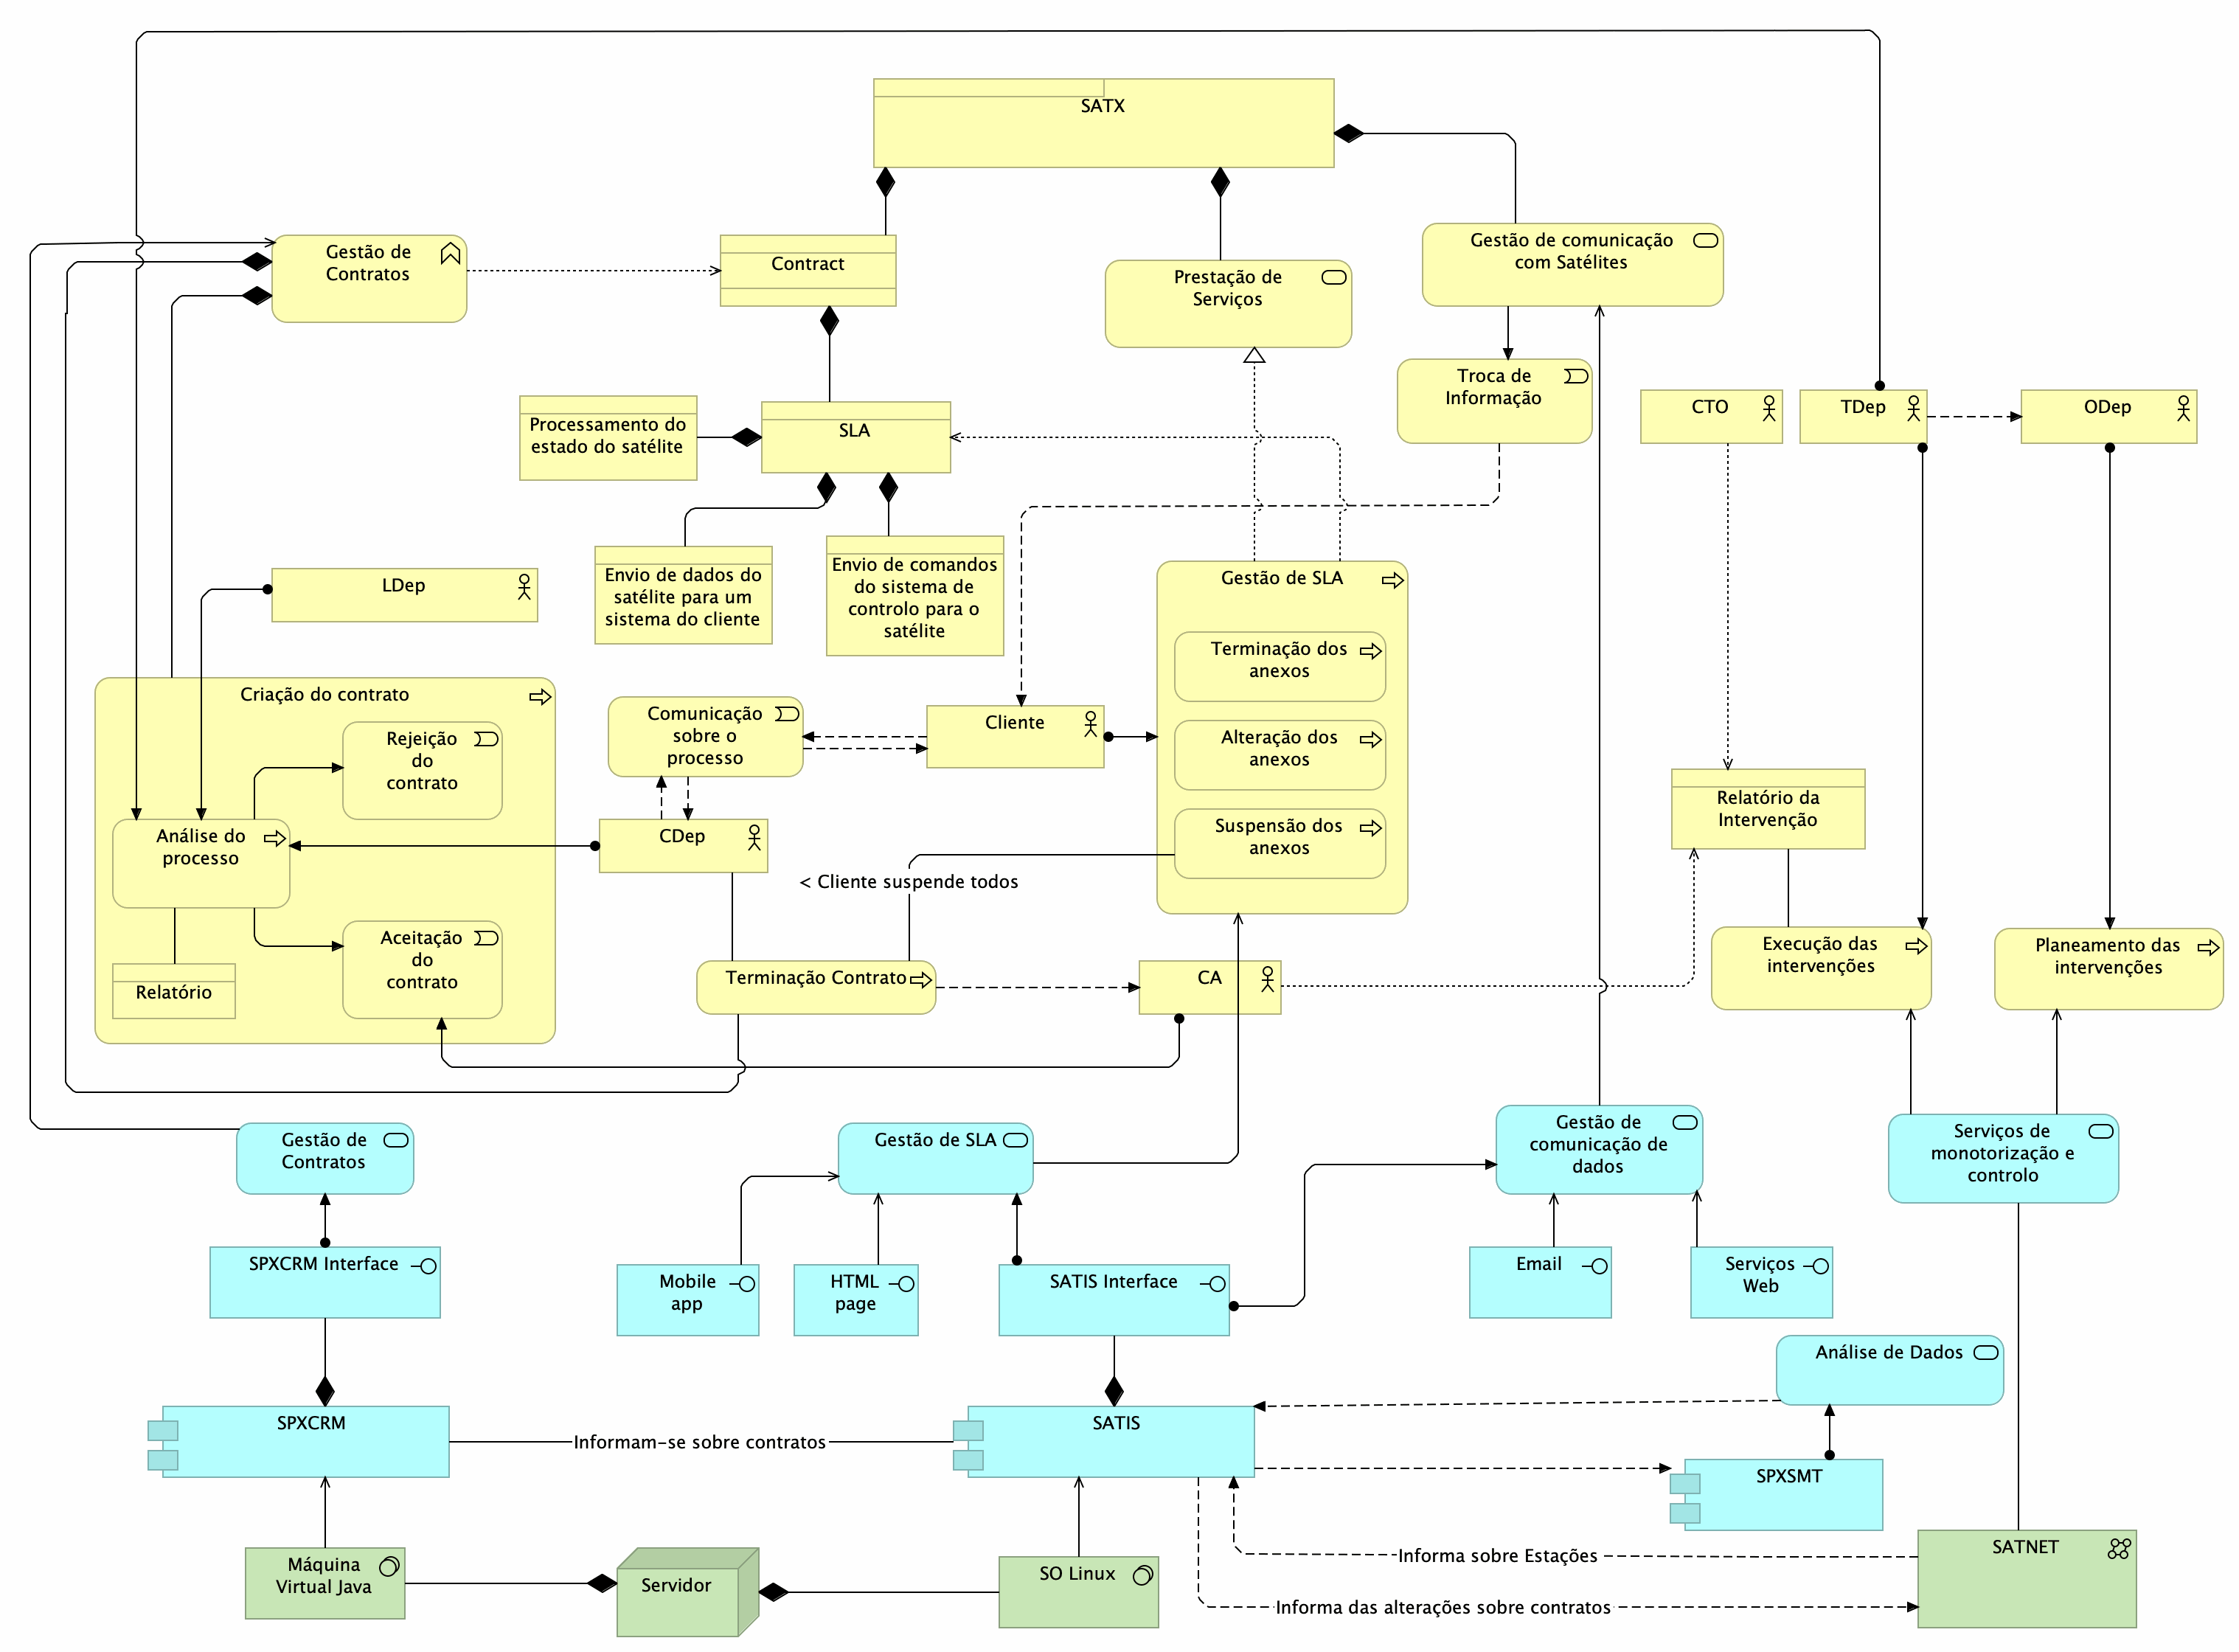 SATX
Gestão de
Contratos
Contract
Prestação de
Serviços
Gestão de comunicação
com Satélites
Troca de
Informação
Processamento do
estado do satélite
SLA
CTO
TDep
ODep
Envio de dados do
satélite para um
sistema do cliente
Envio de comandos
do sistema de
controlo para o
satélite
LDep
Gestão de SLA
Terminação dos
anexos
Alteração dos
anexos
Suspensão dos
anexos
Criação do contrato
Rejeição
do
contrato
Análise do
processo
Aceitação
do
contrato
Relatório
Comunicação
sobre o
processo
Cliente
CDep
< Cliente suspende todos
Terminação Contrato
CA
Relatório da
Intervenção
Execução das
intervenções
Planeamento das
intervenções
Gestão de
Contratos
Gestão de SLA
Gestão de
comunicação de
dados
Serviços de
monotorização e
controlo
SPXCRM Interface
Mobile
app
HTML
page
SATIS Interface
Email
Serviços
Web
Análise de Dados
SPXCRM
Informam-se sobre contratos
SATIS
SPXSMT
Máquina
Virtual Java
Servidor
SO Linux
Informa sobre Estações
Informa das alterações sobre contratos
SATNET